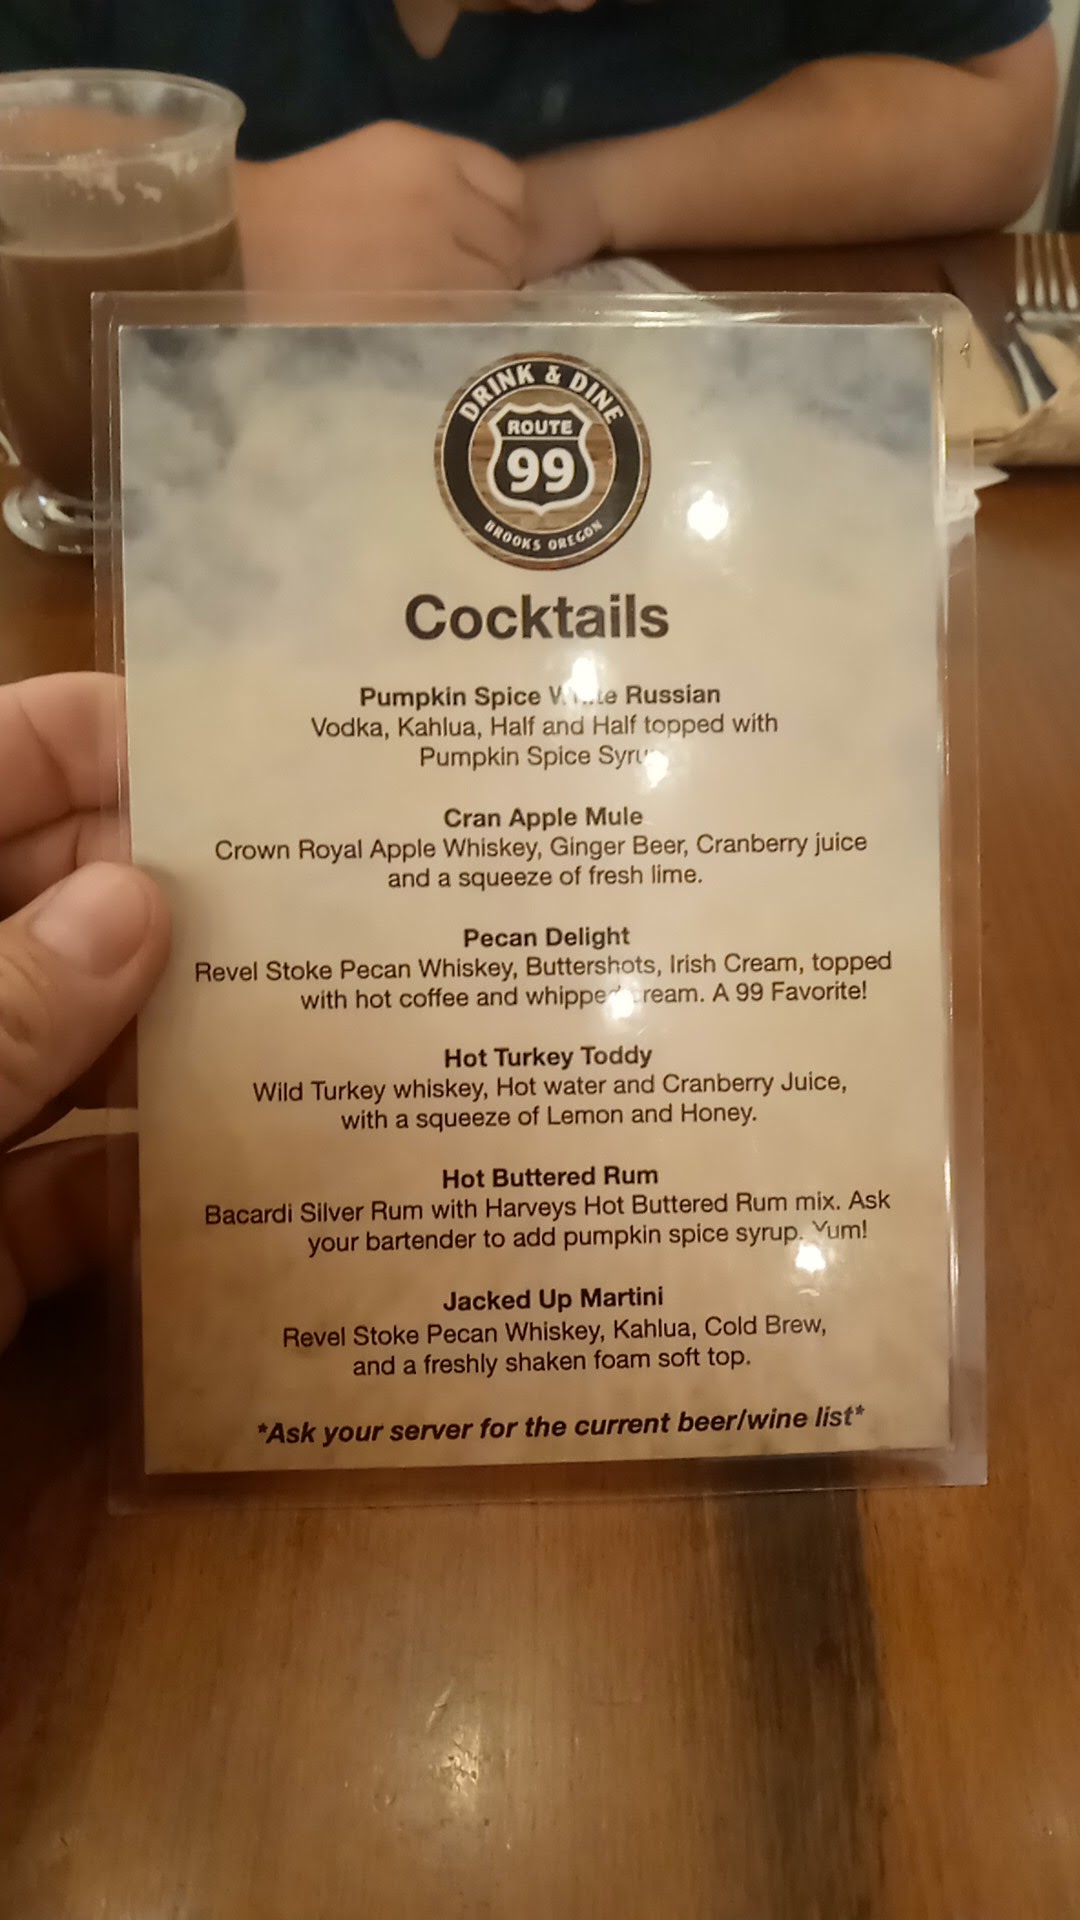 DRINK & DINE
ROUTE
99
BROOKS OREGON
Cocktails
Pumpkin Spice Russian
Vodka, Kahlua, Half and Half topped with
Pumpkin Spice
Cran Apple Mule
Crown Royal Apple Whiskey, Ginger Beer, Cranberry juice
and a squeeze of fresh lime.
Pecan Delight
Revel Stoke Pecan Whiskey, Buttershots, Irish Cream, topped
with hot coffee and whipped cream. A 99 Favorite!
Hot Turkey Toddy
Wild Turkey whiskey, Hot water and Cranberry Juice,
with a squeeze of Lemon and Honey.
Hot Buttered Rum
Bacardi Silver Rum with Harveys Hot Buttered Rum mix. Ask
your bartender to add pumpkin spice syrup. Yum!
Jacked Up Martini
Revel Stoke Pecan Whiskey, Kahlua, Cold Brew,
and a freshly shaken foam soft top.
*Ask your server for the current beer/wine list*